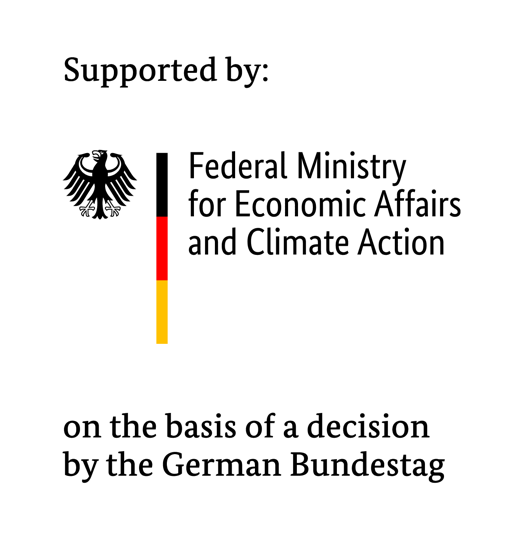 Supported by:
Federal Ministry
for Economic Affairs
and Climate Action
on the basis of a decision
by the German Bundestag